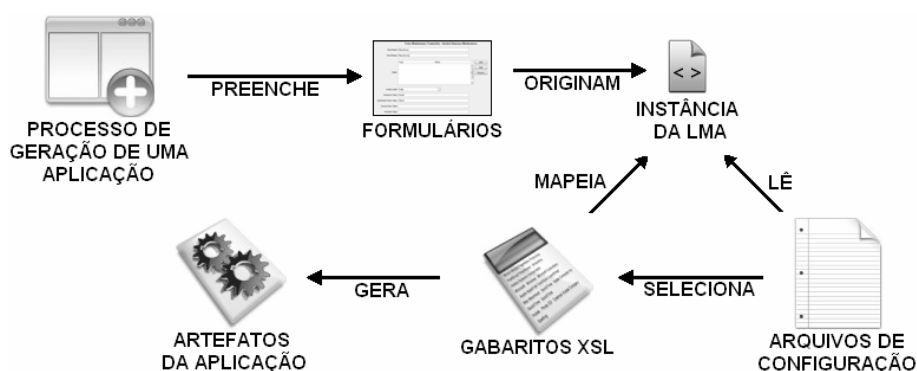 PREENCHE
ORIGINAM
PROCESSO DE
GERAÇÃO DE UMA
APLICAÇÃO
FORMULÁRIOS
INSTÂNCIA
DA LMA
MAPEIA
LÊ
GERA
SELECIONA
ARTEFATOS
DA APLICAÇÃO
GABARITOS XSL
ARQUIVOS DE
CONFIGURAÇÃO